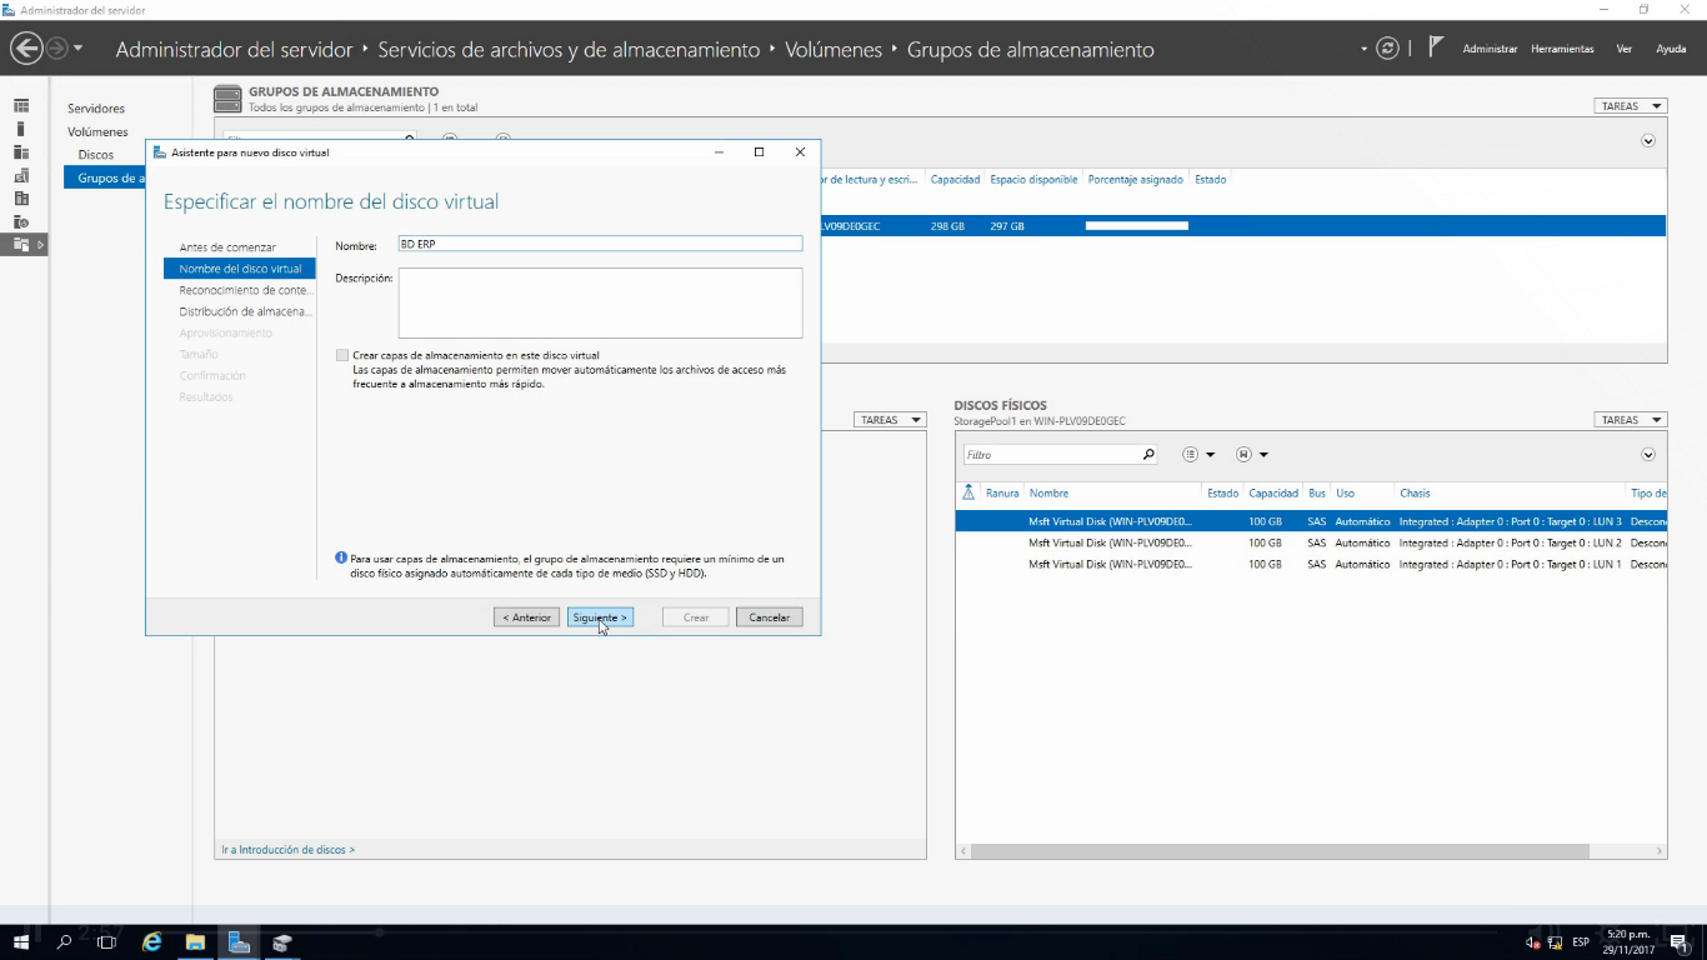 Administrador del servidor
Administrador del servidor ‣ Servicios de archivos y de almacenamiento ‣ Volúmenes ‣ Grupos de almacenamiento
Administrar Herramientas Ver Ayuda
Servidores
Volúmenes
Discos
Grupos de a
GRUPOS DE ALMACENAMIENTO
Todos los grupos de almacenamiento | 1 en total
TAREAS
or de lectura y escri... Capacidad Espacio disponible Porcentaje asignado Estado
LV09DE0GEC 298 GB 297 GB
Asistente para nuevo disco virtual
Especificar el nombre del disco virtual
Antes de comenzar
Nombre del disco virtual
Reconocimiento de conte...
Distribución de almacena...
Aprovisionamiento
Tamaño
Confirmación
Resultados
Nombre: BD ERP
Descripción:
Crear capas de almacenamiento en este disco virtual
Las capas de almacenamiento permiten mover automáticamente los archivos de acceso más
frecuente a almacenamiento más rápido.
Para usar capas de almacenamiento, el grupo de almacenamiento requiere un mínimo de un
disco físico asignado automáticamente de cada tipo de medio (SSD y HDD).
< Anterior Siguiente > Crear Cancelar
TAREAS
Ir a Introducción de discos >
DISCOS FÍSICOS
StoragePool1 en WIN-PLV09DE0GEC
TAREAS
Filtro
Ranura Nombre Estado Capacidad Bus Uso Chasis Tipo de
Msft Virtual Disk (WIN-PLV09DE0... 100 GB SAS Automático Integrated : Adapter 0 : Port 0 : Target 0 : LUN 3 Descon
Msft Virtual Disk (WIN-PLV09DE0... 100 GB SAS Automático Integrated : Adapter 0 : Port 0 : Target 0 : LUN 2 Descon
Msft Virtual Disk (WIN-PLV09DE0... 100 GB SAS Automático Integrated : Adapter 0 : Port 0 : Target 0 : LUN 1 Descon
2:57
ESP
5:20 p.m.
29/11/2017